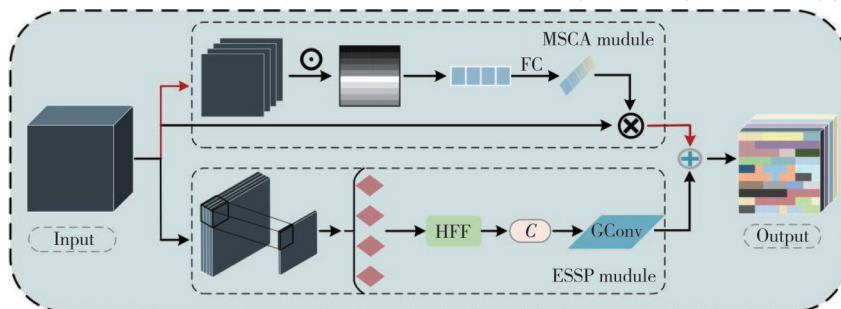 MSCA mudule
FC
Input
HFF
C
GConv
ESSP mudule
Output